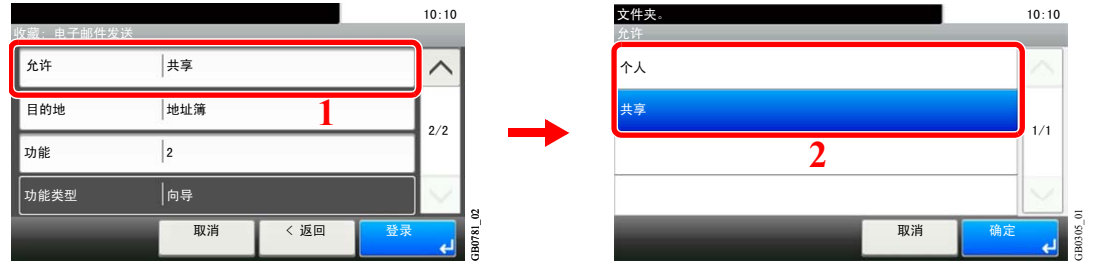 10:10
收藏: 电子邮件发送
允许 共享
目的地 地址簿
1
2/2
功能 2
功能类型 向导
取消 < 返回 登录
GB0781_02
文件夹。 10:10
允许
个人
共享
1/1
2
取消 确定
GB0305_01